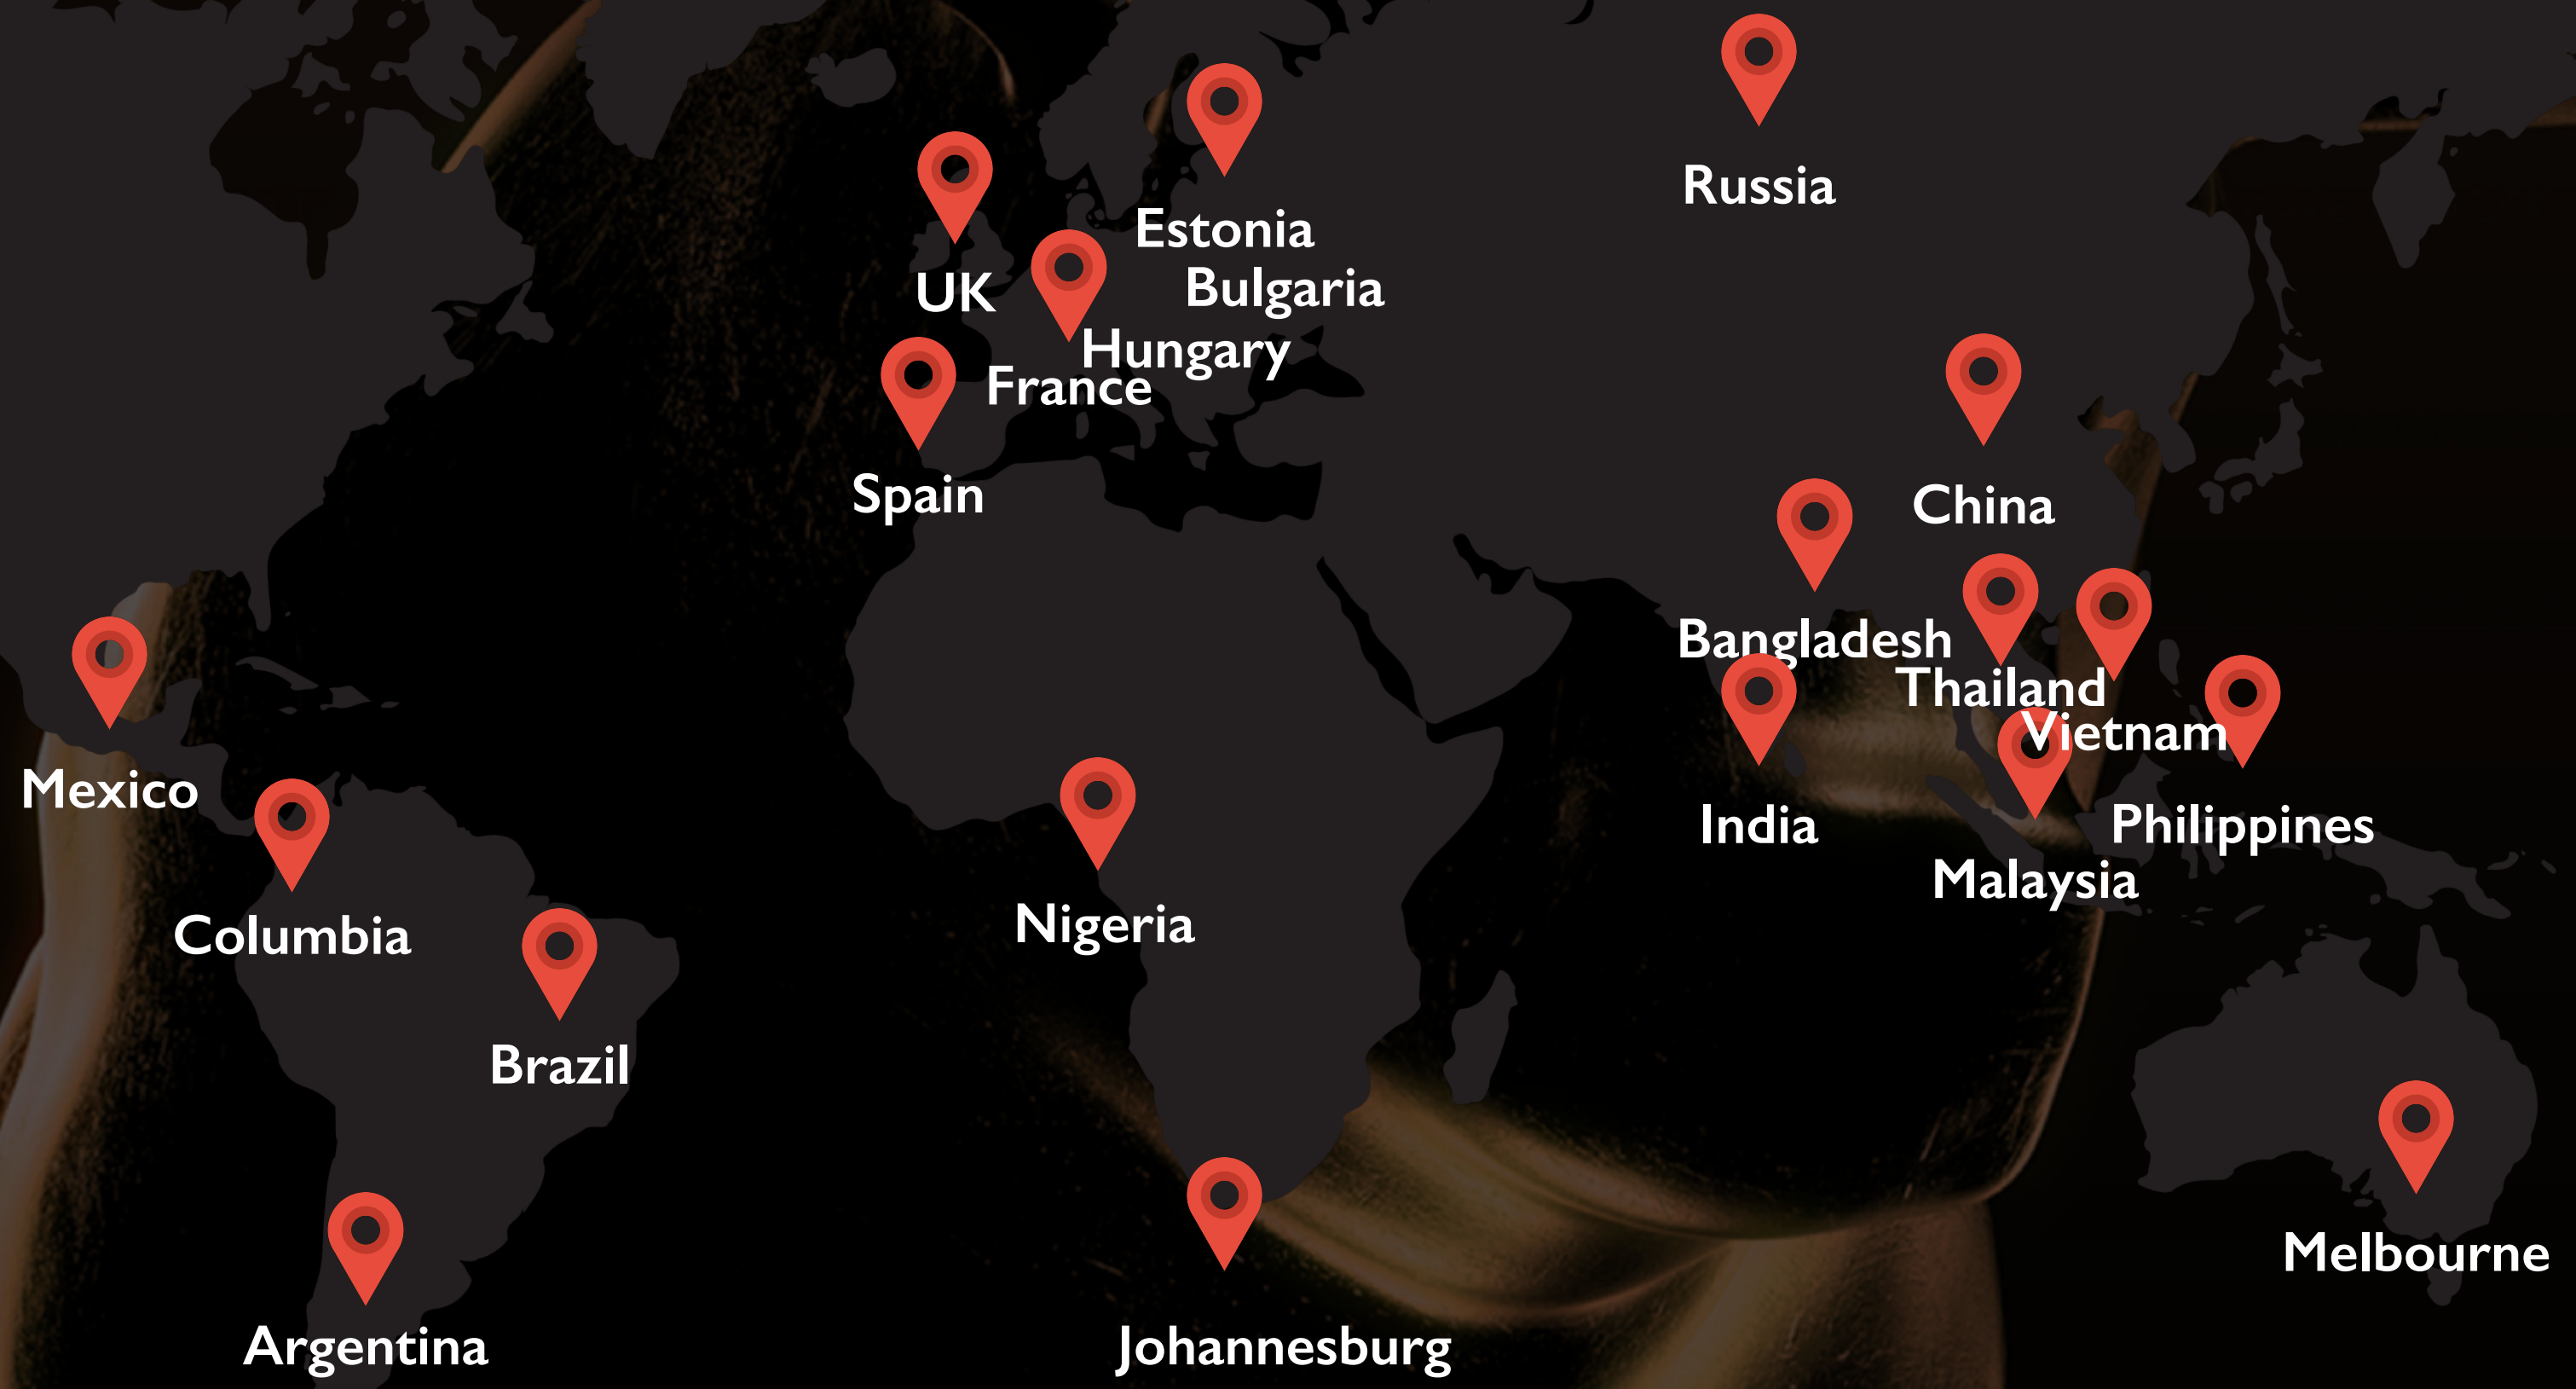 Russia
Estonia
UK
Bulgaria
Hungary
France
Spain
China
Bangladesh
Thailand
Vietnam
Mexico
India
Philippines
Malaysia
Columbia
Nigeria
Brazil
Melbourne
Argentina
Johannesburg